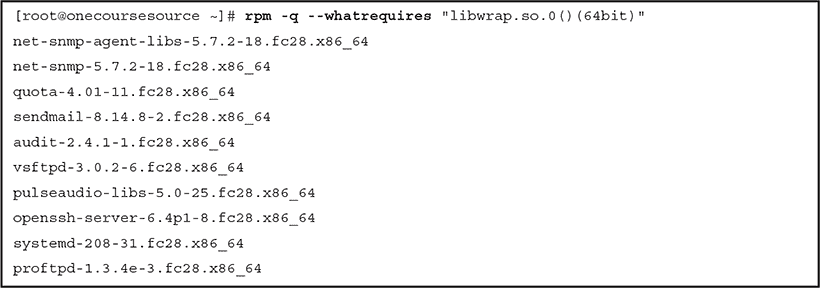 [root@onecoursesource ~]# rpm -q --whatrequires "libwrap.so.0()(64bit)"
net-snmp-agent-libs-5.7.2-18.fc28.x86_64
net-snmp-5.7.2-18.fc28.x86_64
quota-4.01-11.fc28.x86_64
sendmail-8.14.8-2.fc28.x86_64
audit-2.4.1-1.fc28.x86_64
vsftpd-3.0.2-6.fc28.x86_64
pulseaudio-libs-5.0-25.fc28.x86_64
openssh-server-6.4p1-8.fc28.x86_64
systemd-208-31.fc28.x86_64
proftpd-1.3.4e-3.fc28.x86_64